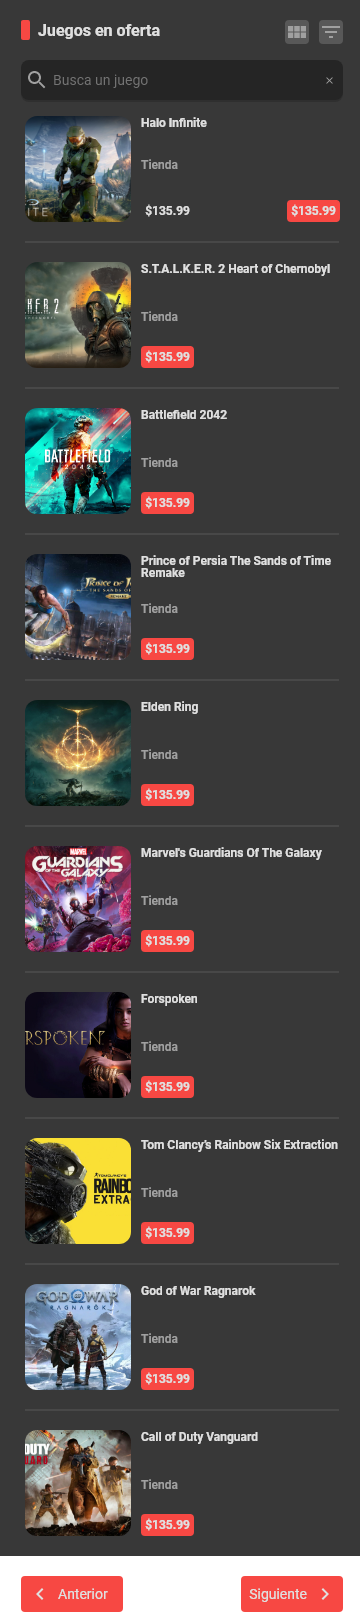 Juegos en oferta
Busca un juego
×
Halo Infinite
Tienda
ITE
$135.99 $135.99
S.T.A.L.K.E.R. 2 Heart of Chernobyl
KER 2
Tienda
$135.99
Battlefield 2042
BATTLEFIELD
2042
Tienda
$135.99
Prince of Persia The Sands of Time
Remake
PRINCE OF P
THE SANDS OF
Tienda
$135.99
Elden Ring
Tienda
$135.99
Marvel's Guardians Of The Galaxy
MARVEL
GUARDIANS
OF THE GALAXY
Tienda
$135.99
Forspoken
RSPOKEN
Tienda
$135.99
Tom Clancy's Rainbow Six Extraction
TOM CLANCY'S
RAINBO
EXTRA
Tienda
$135.99
God of War Ragnarok
GOD OF WAR
RAGNARÖK
Tienda
$135.99
Call of Duty Vanguard
DUTY
UARD
Tienda
$135.99
Anterior Siguiente